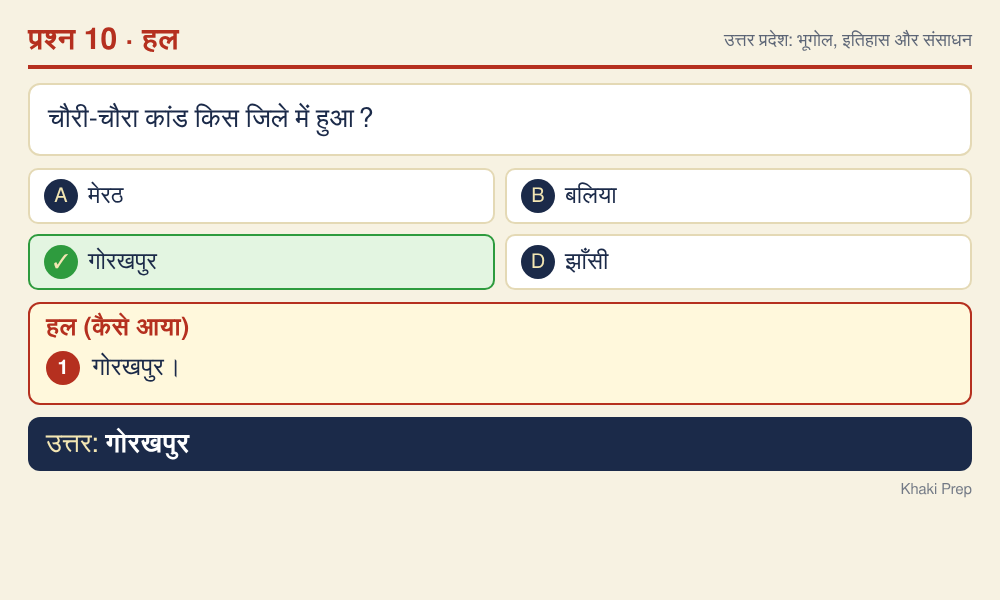 प्रश्न 10 · हल
उत्तर प्रदेश: भूगोल, इतिहास और संसाधन
चौरी-चौरा कांड किस जिले में हुआ ?
A मेरठ
B बलिया
✓ गोरखपुर
D झाँसी
हल (कैसे आया)
1 गोरखपुर।
उत्तर: गोरखपुर
Khaki Prep